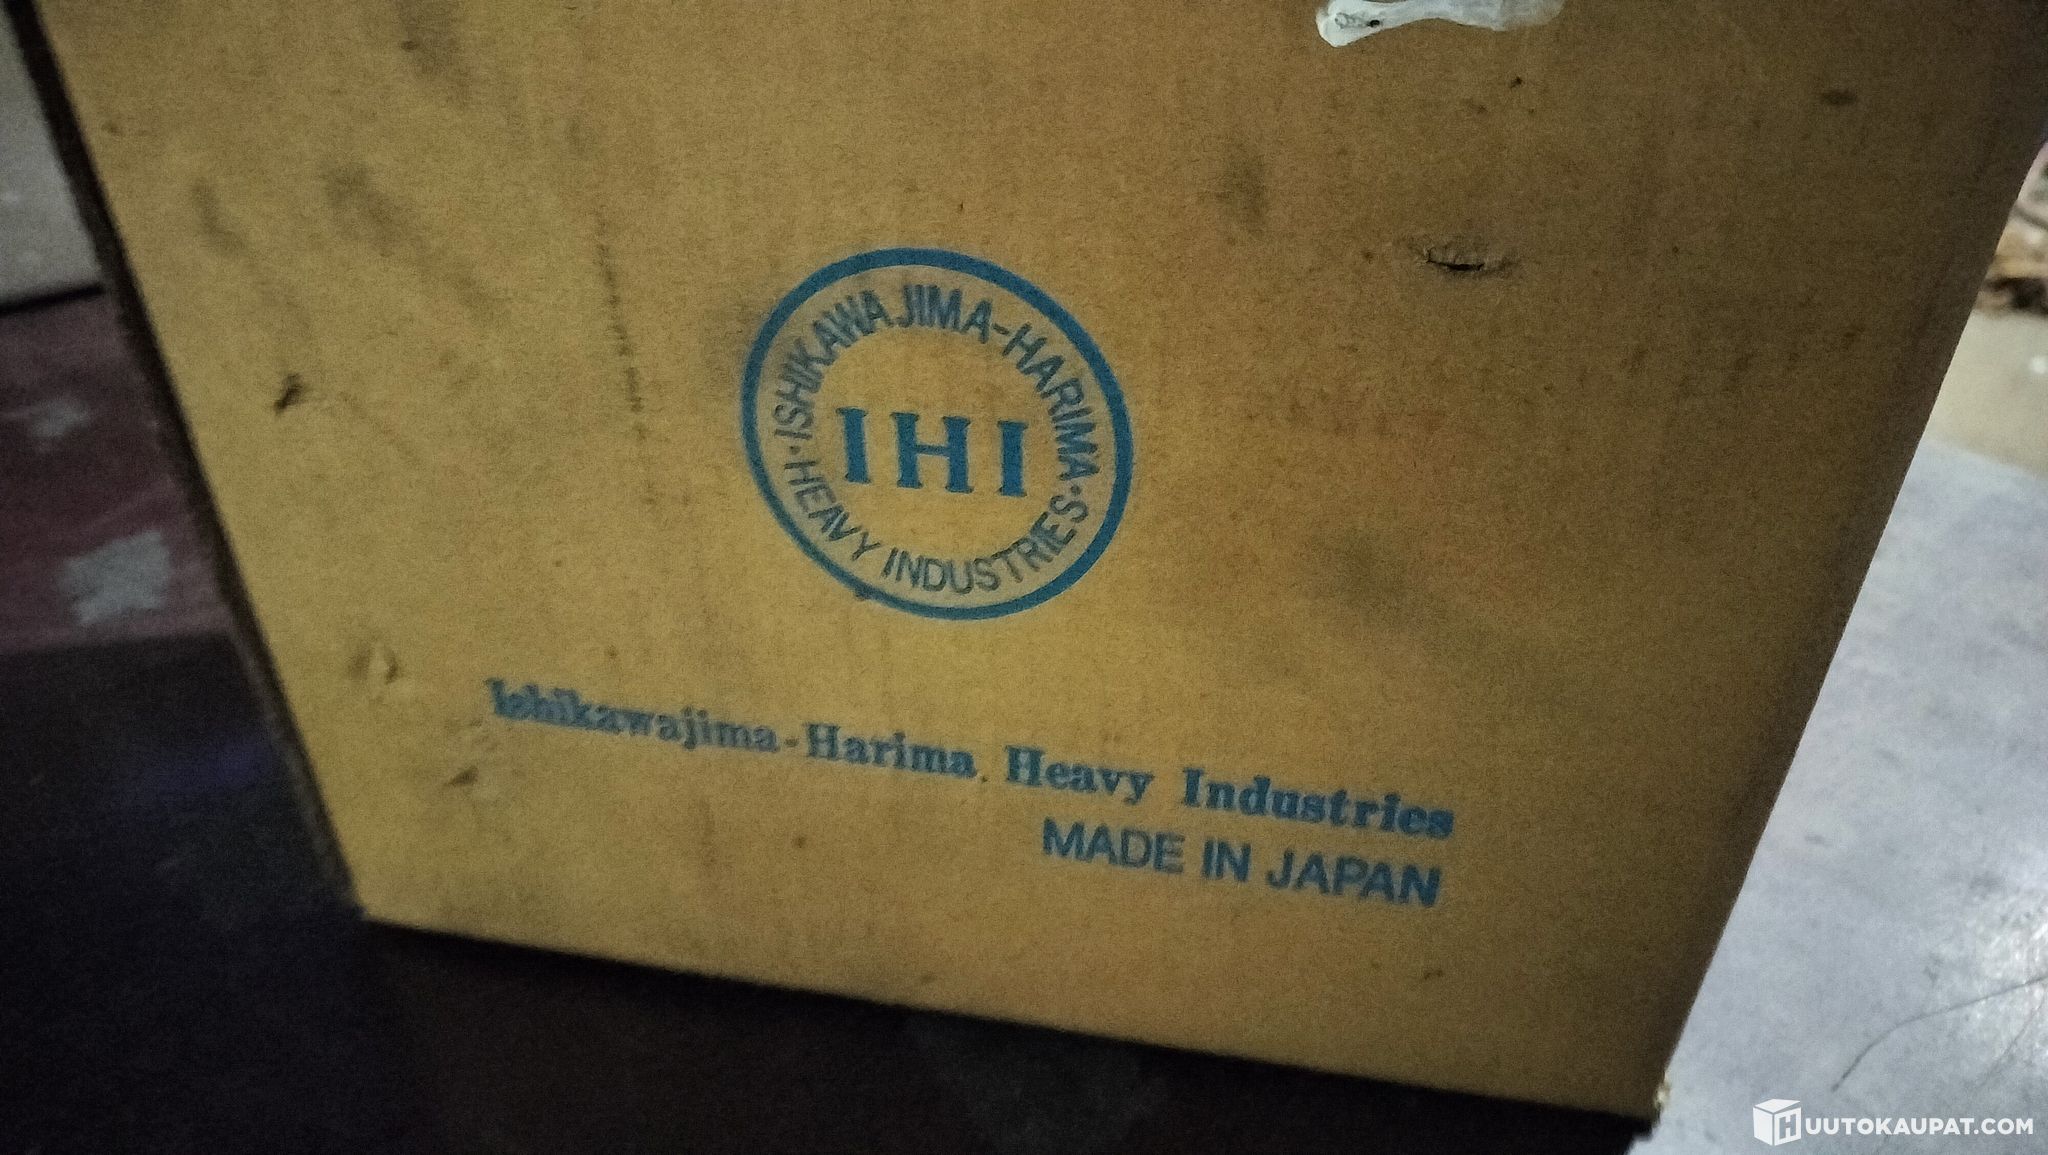 ISHIKAWAJIMA-HARIMA
IHI
·HEAVY INDUSTRIES·
Ishikawajima-Harima Heavy Industries
MADE IN JAPAN
HUUTOKAUPAT.COM